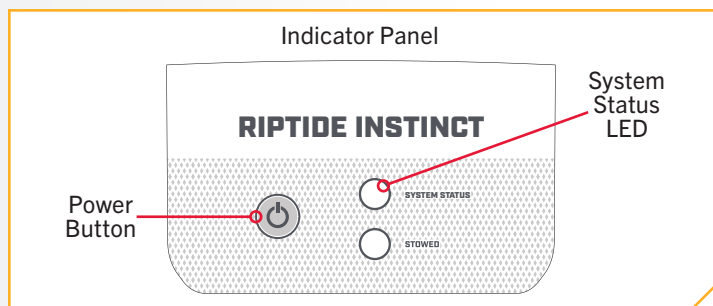 Indicator Panel
System
Status
LED
RIPTIDE INSTINCT
SYSTEM STATUS
Power
Button
STOWED